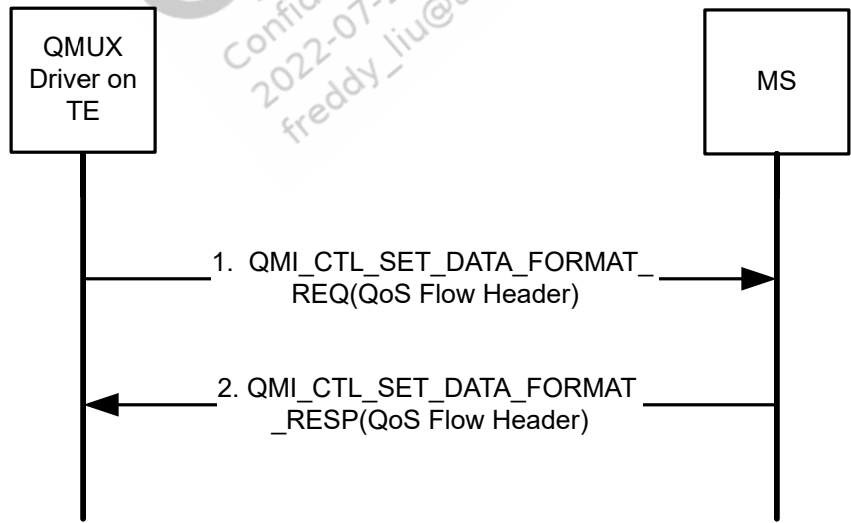 QMUX
Driver on
TE
MS
1. QMI_CTL_SET_DATA_FORMAT_
REQ(QoS Flow Header)
2. QMI_CTL_SET_DATA_FORMAT
_RESP(QoS Flow Header)